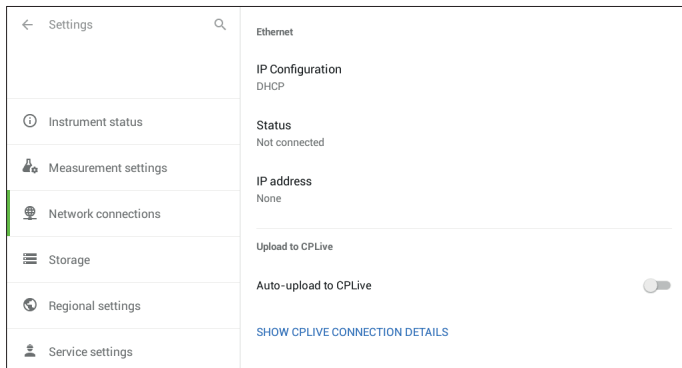 Settings
Instrument status
Measurement settings
Network connections
Storage
Regional settings
Service settings
Ethernet
IP Configuration
DHCP
Status
Not connected
IP address
None
Upload to CPLive
Auto-upload to CPLive
SHOW CPLIVE CONNECTION DETAILS